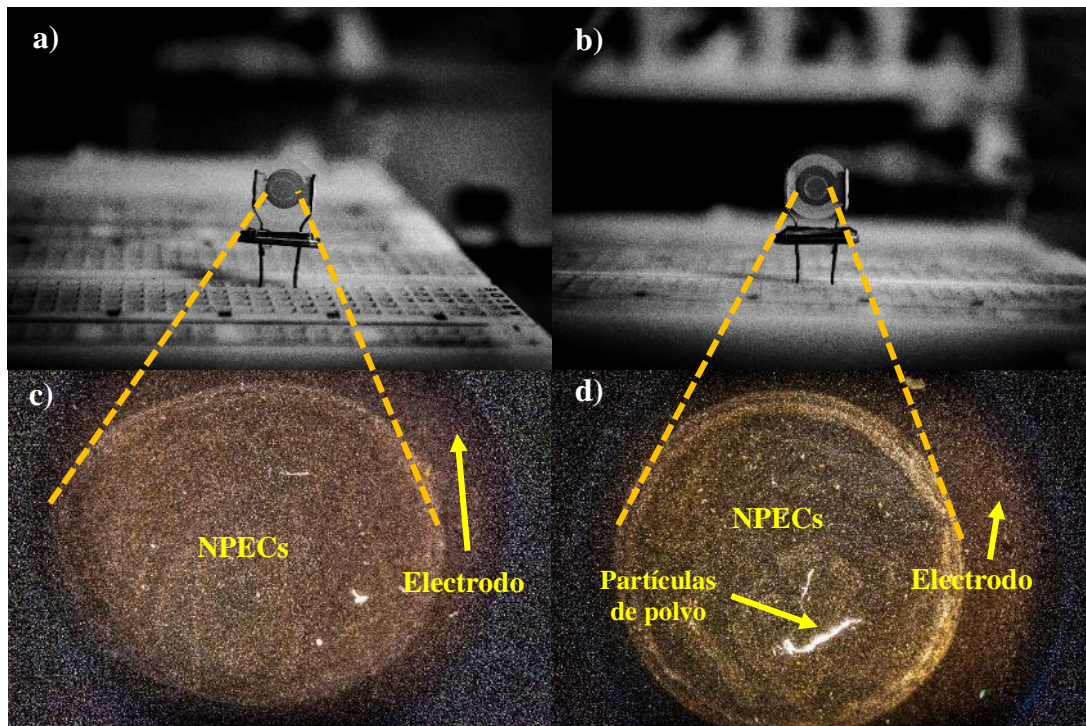 a)
b)
c)
d)
NPECs
Electrodo
NPECs
Partículas
de polvo
Electrodo